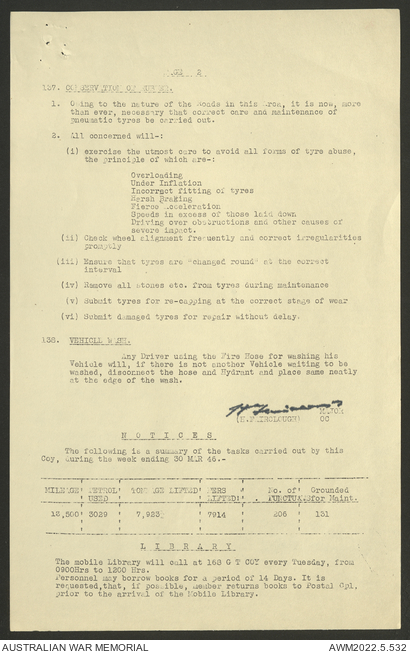 2
137. CONSERVATION OF TYRES.
1. Owing to the nature of the Roads in this Area, it is now, more
than ever, necessary that correct care and maintenance of
pneumatic tyres be carried out.
2. All concerned will-:
(i) exercise the utmost care to avoid all forms of tyre abuse,
the principle of which are-:
Overloading
Under Inflation
Incorrect fitting of tyres
Harsh Braking
Fierce Acceleration
Speeds in excess of those laid down
Driving over obstructions and other causes of
severe impact.
(ii) Check wheel alignment frequently and correct irregularities
promptly
(iii) Ensure that tyres are "changed round" at the correct
interval
(iv) Remove all stones etc. from tyres during maintenance
(v) Submit tyres for re-capping at the correct stage of wear
(vi) Submit damaged tyres for repair without delay.
138. VEHICLE WASH.
Any Driver using the Fire Hose for washing his
Vehicle will, if there is not another Vehicle waiting to be
washed, disconnect the hose and Hydrant and place same neatly
at the edge of the wash.
MAJOR
(H.FAIRCLOUGH) OC
NOTICES
The following is a summary of the tasks carried out by this
Coy, during the week ending 30 MAR 46.-
MILEAGE PETROL TONNAGE LIFTED PERS No. of Grounded
USED LIFTED PUNCTURES for Maint.
12,500 3029 7,923½ 7914 206 131
LIBRARY
The mobile Library will call at 168 G T COY every Tuesday, from
0900Hrs to 1200 Hrs.
Personnel may borrow books for a period of 14 Days. It is
requested, that, if possible, member returns books to Postal Cpl,
prior to the arrival of the Mobile Library.
AUSTRALIAN WAR MEMORIAL AWM2022.5.532